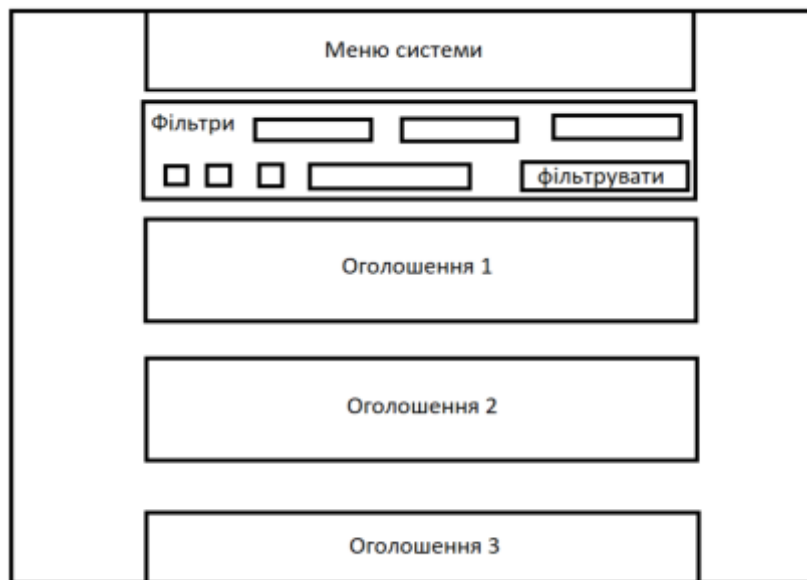 Меню системи
Фільтри
фільтрувати
Оголошення 1
Оголошення 2
Оголошення 3